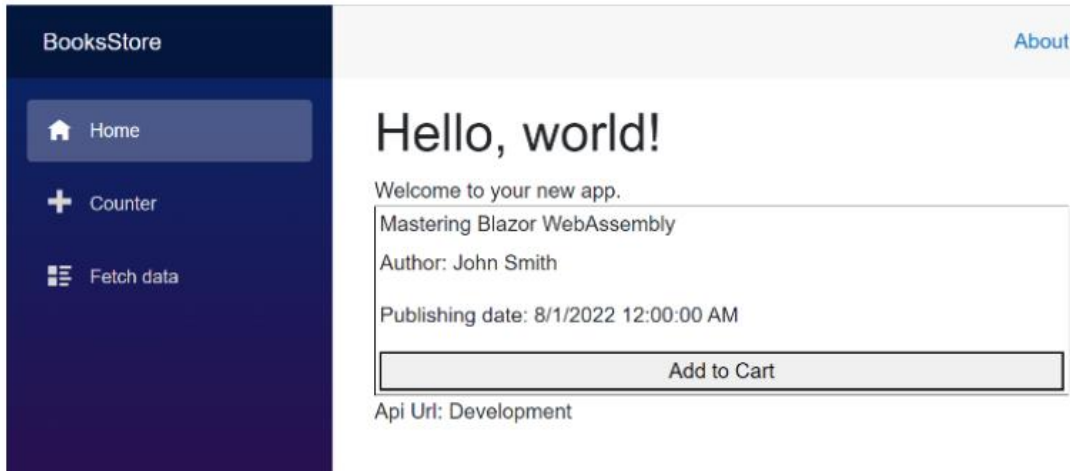 BooksStore
About
Home
Counter
Fetch data
Hello, world!
Welcome to your new app.
Mastering Blazor WebAssembly
Author: John Smith
Publishing date: 8/1/2022 12:00:00 AM
Add to Cart
Api Url: Development